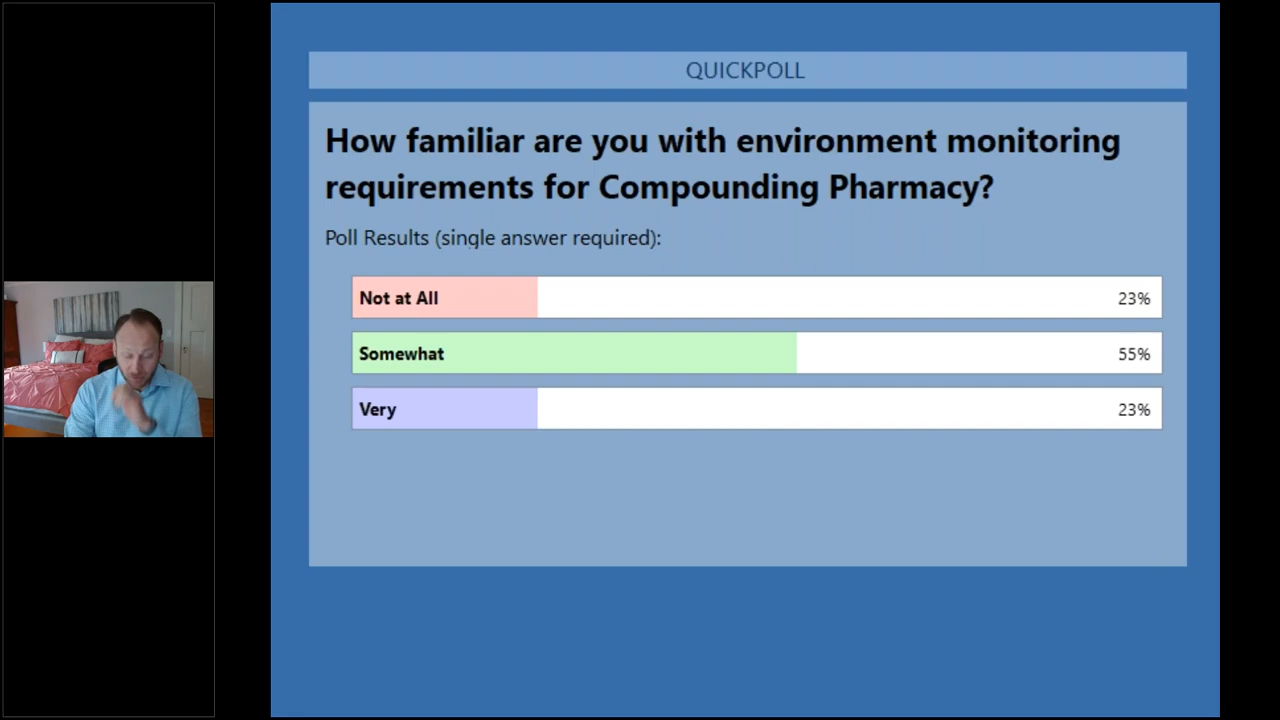 QUICKPOLL
How familiar are you with environment monitoring
requirements for Compounding Pharmacy?
Poll Results (single answer required):
Not at All 23%
Somewhat 55%
Very 23%